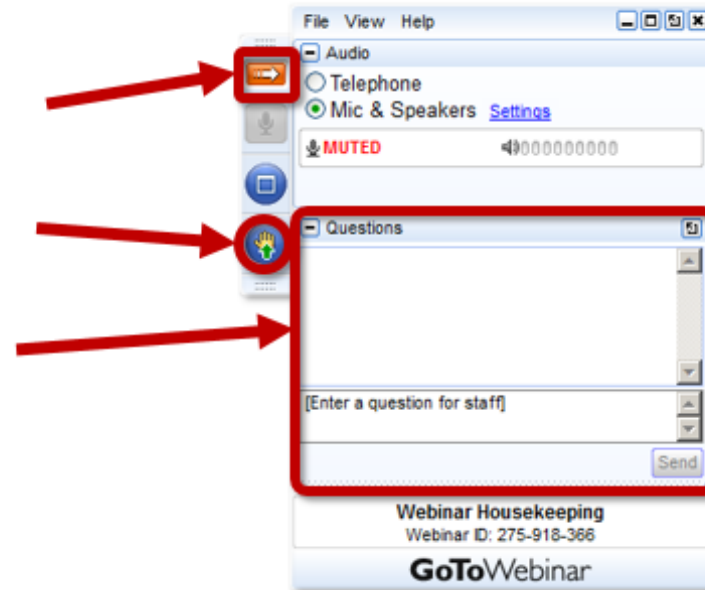 File View Help
Audio
Telephone
Mic & Speakers Settings
MUTED
000000000
Questions
[Enter a question for staff]
Send
Webinar Housekeeping
Webinar ID: 275-918-366
GoToWebinar